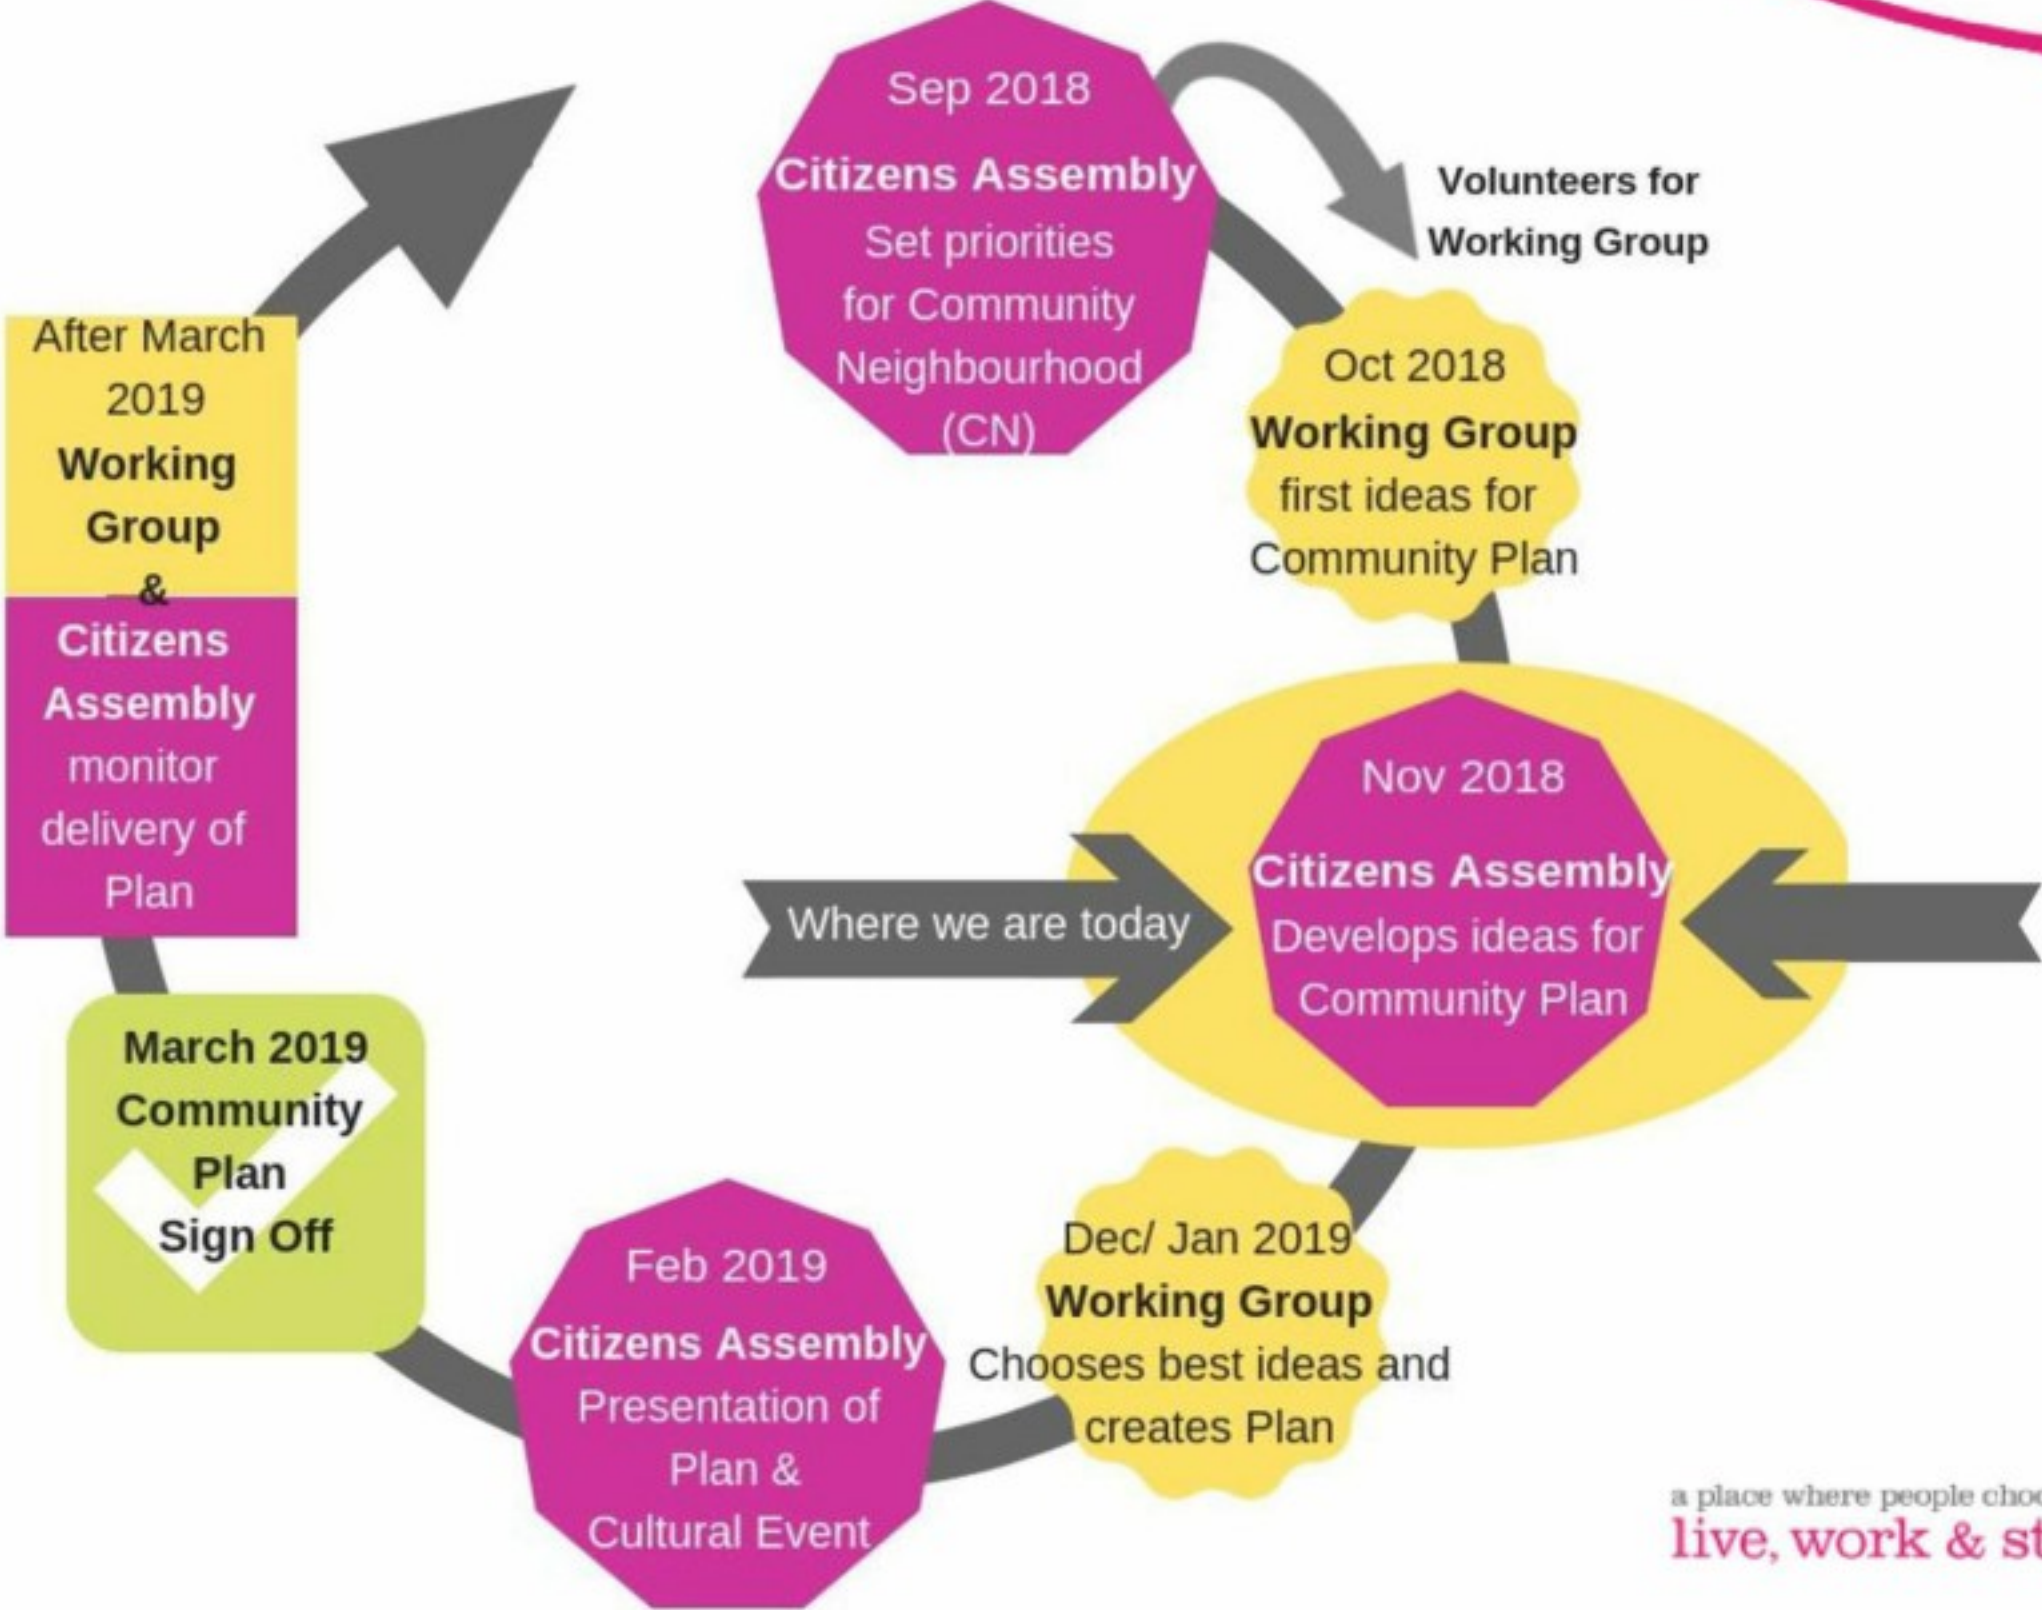 Sep 2018
Citizens Assembly
Set priorities
for Community
Neighbourhood
(CN)
Volunteers for
Working Group
Oct 2018
Working Group
first ideas for
Community Plan
Nov 2018
Citizens Assembly
Develops ideas for
Community Plan
Where we are today
Dec/ Jan 2019
Working Group
Chooses best ideas and
creates Plan
Feb 2019
Citizens Assembly
Presentation of
Plan &
Cultural Event
March 2019
Community
Plan
Sign Off
After March
2019
Working
Group
&
Citizens
Assembly
monitor
delivery of
Plan
a place where people
live, work &